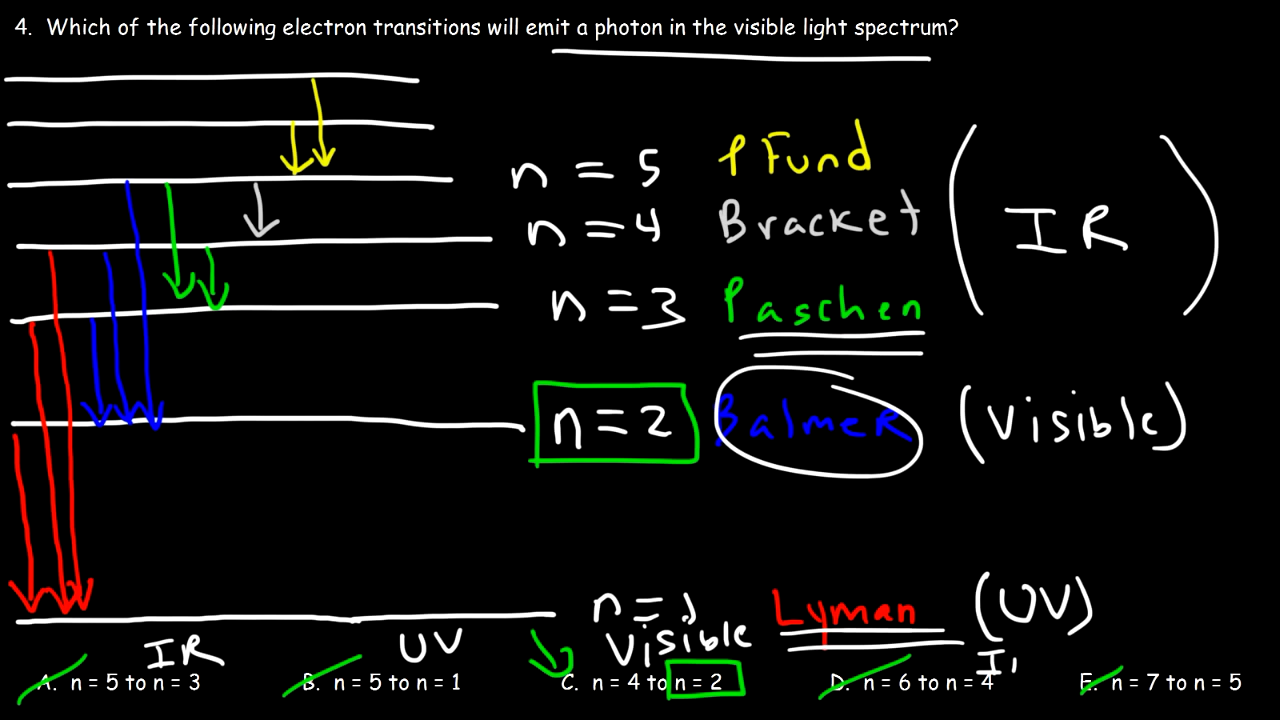 4. Which of the following electron transitions will emit a photon in the visible light spectrum?
n = 5 PFund
n = 4 Bracket
(IR)
n = 3 Paschen
n = 2 BalmeR (Visible)
n = 1 Lyman (UV)
IR UV Visible
A. n = 5 to n = 3 B. n = 5 to n = 1 C. n = 4 to n = 2 D. n = 6 to n = 4 E. n = 7 to n = 5